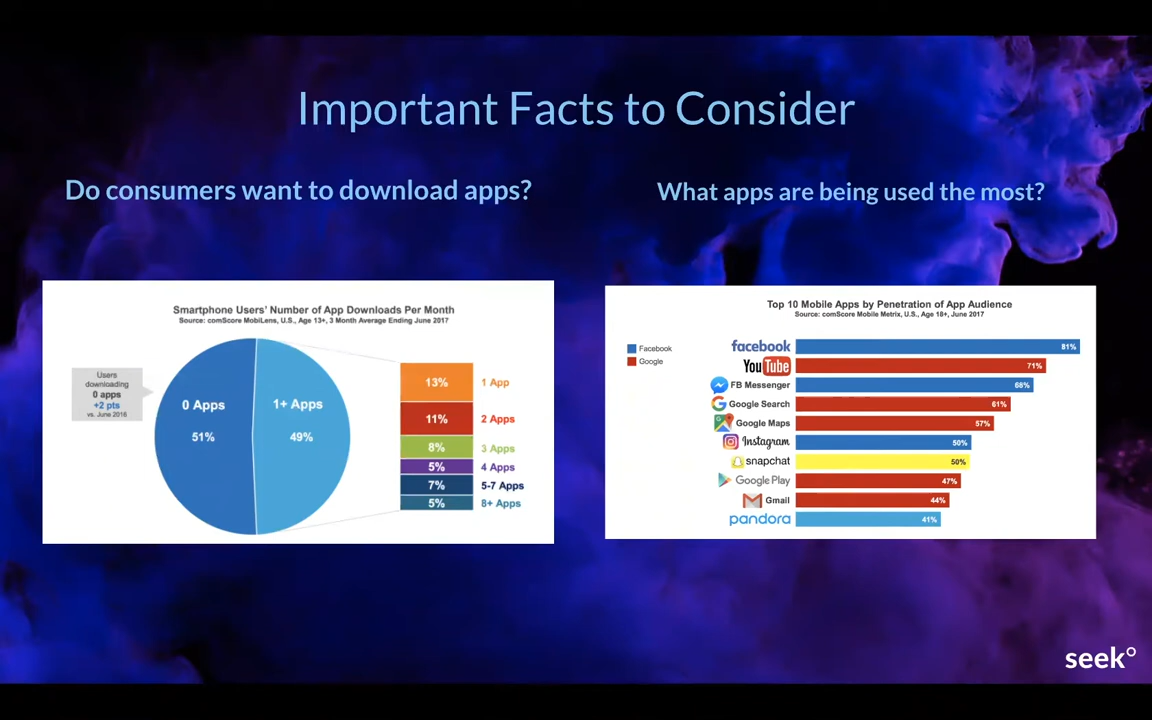 Important Facts to Consider
Do consumers want to download apps?
What apps are being used the most?
Smartphone Users' Number of App Downloads Per Month
Source: comScore MobiLens, U.S., Age 13+, 3 Month Average Ending June 2017
Users
downloading
0 apps
+2 pts
vs. June 2016
0 Apps
51%
1+ Apps
49%
13% 1 App
11% 2 Apps
8% 3 Apps
5% 4 Apps
7% 5-7 Apps
5% 8+ Apps
Top 10 Mobile Apps by Penetration of App Audience
Source: comScore Mobile Metrix, U.S., Age 18+, June 2017
Facebook
Google
facebook 81%
YouTube 71%
FB Messenger 68%
Google Search 61%
Google Maps 57%
Instagram 50%
snapchat 50%
Google Play 47%
Gmail 44%
pandora 41%
seek°